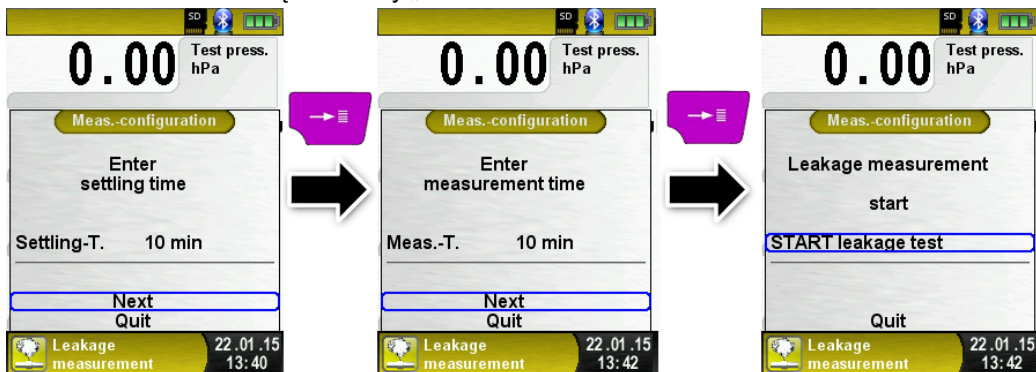 SD
0.00 Test press.
hPa
Meas.-configuration
Enter
settling time
Settling-T. 10 min
Next
Quit
Leakage
measurement
22.01.15
13:40
SD
0.00 Test press.
hPa
Meas.-configuration
Enter
measurement time
Meas.-T. 10 min
Next
Quit
Leakage
measurement
22.01.15
13:42
SD
0.00 Test press.
hPa
Meas.-configuration
Leakage measurement
start
START leakage test
Quit
Leakage
measurement
22.01.15
13:42